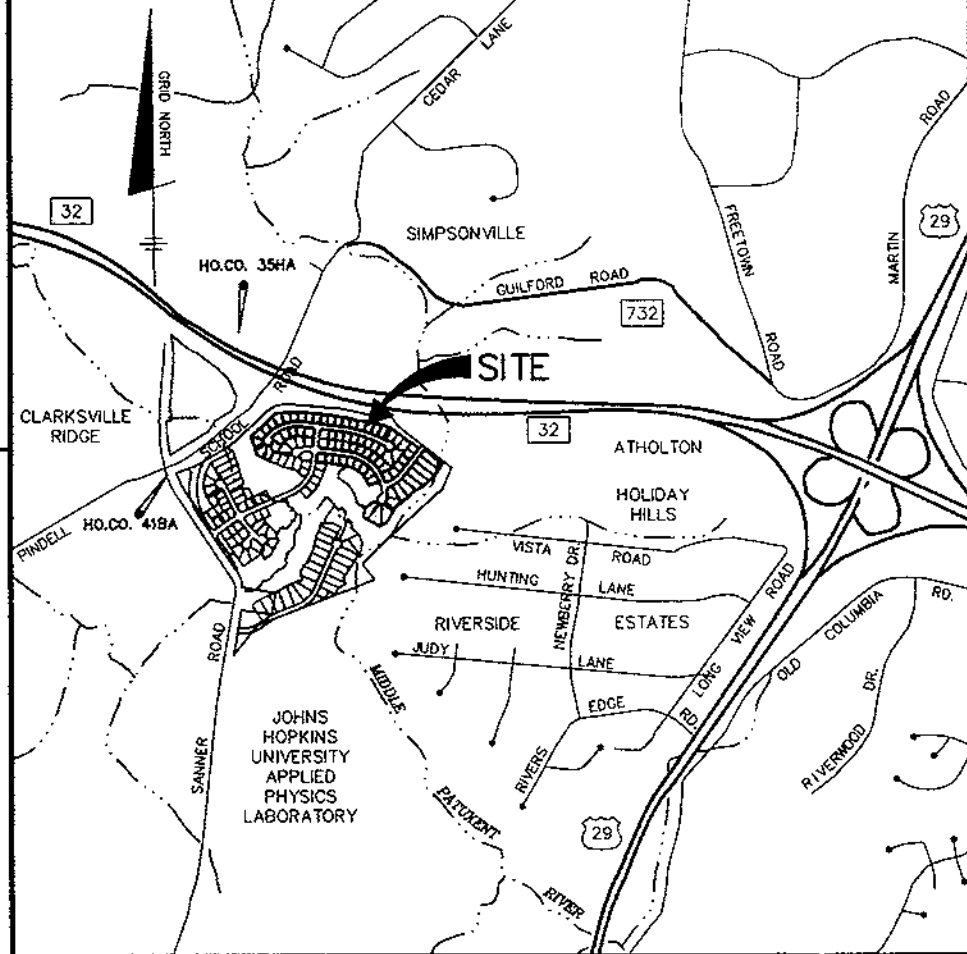 LANE
CEDAR
GRID NORTH
ROAD
32
29
SIMPSONVILLE
FREETOWN
MARTIN
HO.CO. 35HA
GUILFORD ROAD
732
ROAD
ROAD
SITE
CLARKSVILLE
RIDGE
SCHOOL
32
ATHOLTON
HOLIDAY
HILLS
HO.CO. 41BA
PINDELL
VISTA ROAD
NEWBERRY DR.
HUNTING LANE
RIVERSIDE ESTATES
LONG VIEW ROAD
OLD COLUMBIA RD.
JUDY LANE
ROAD
MIDDLE
EDGE
RD.
RIVERWOOD DR.
JOHNS
HOPKINS
UNIVERSITY
APPLIED
PHYSICS
LABORATORY
SANNER
RIVERS
PATUXENT
29
RIVER